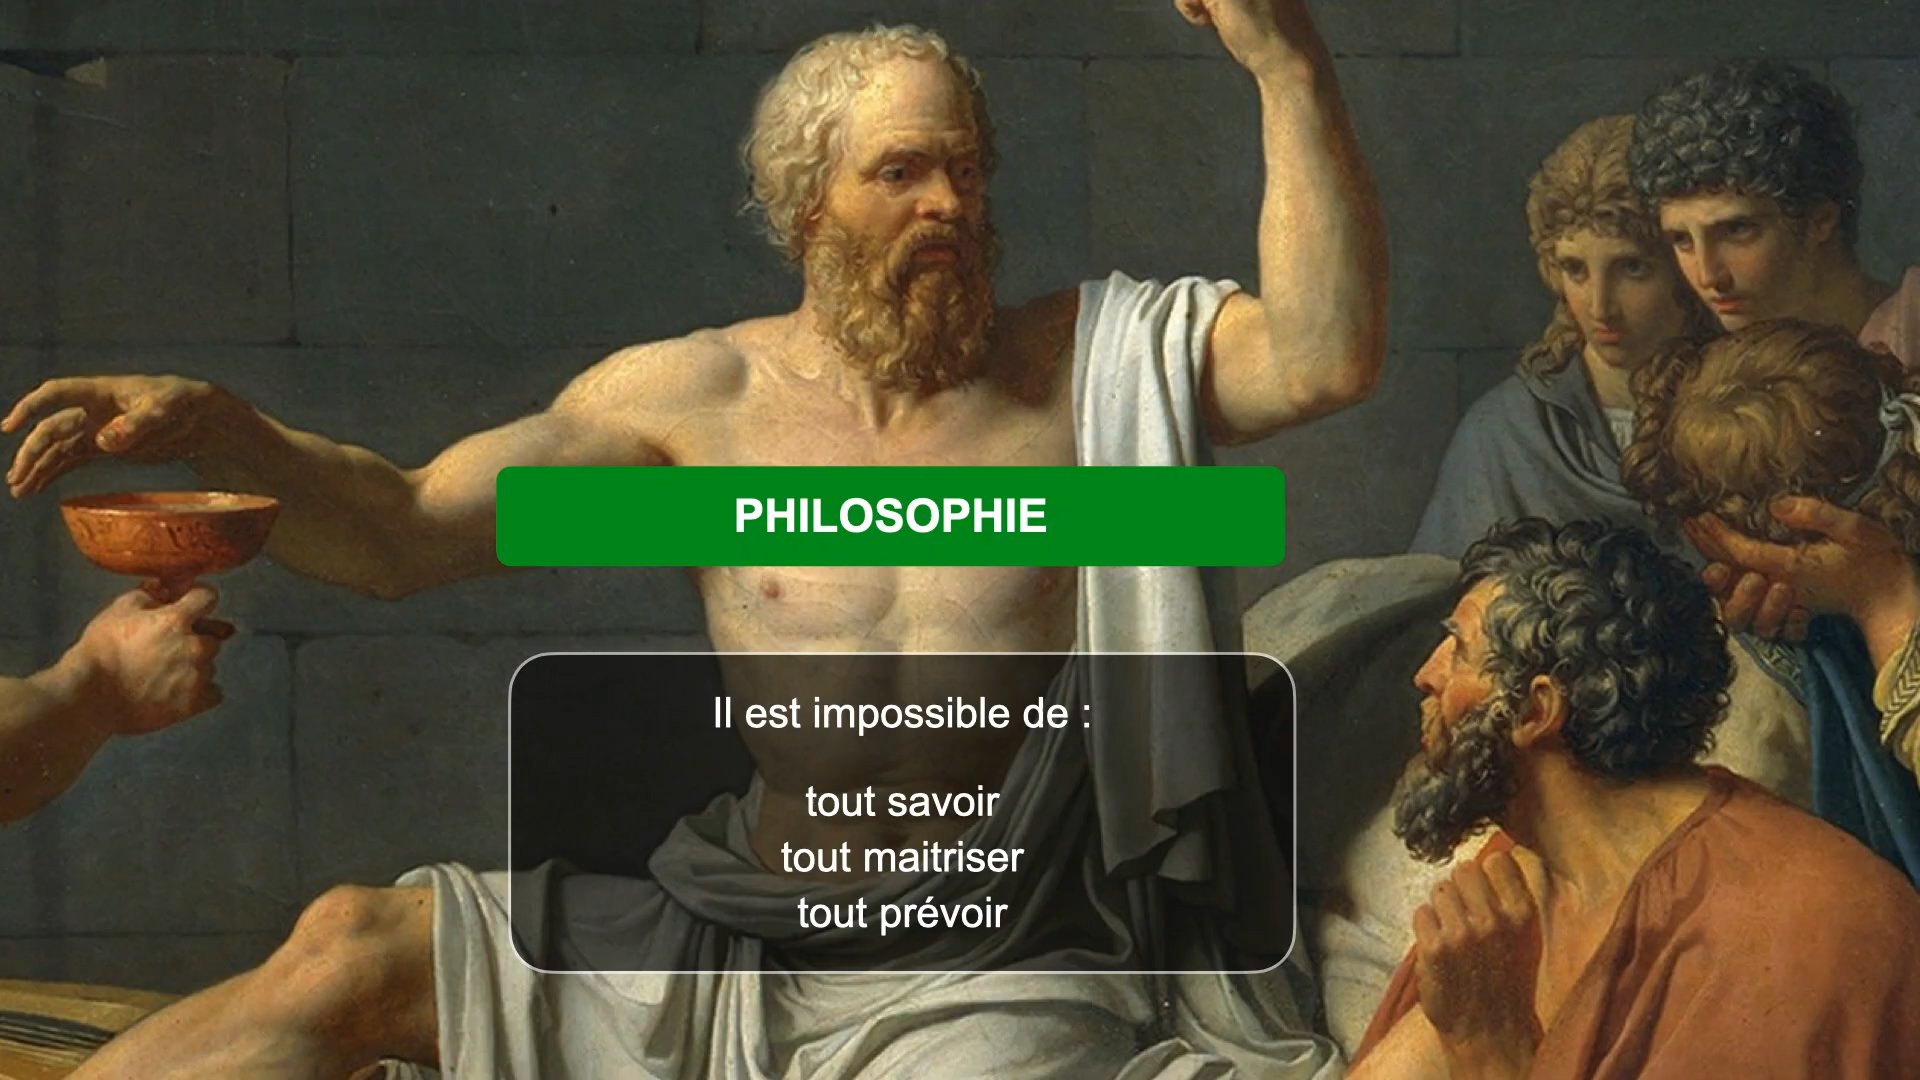 PHILOSOPHIE
Il est impossible de :
tout savoir
tout maitriser
tout prévoir